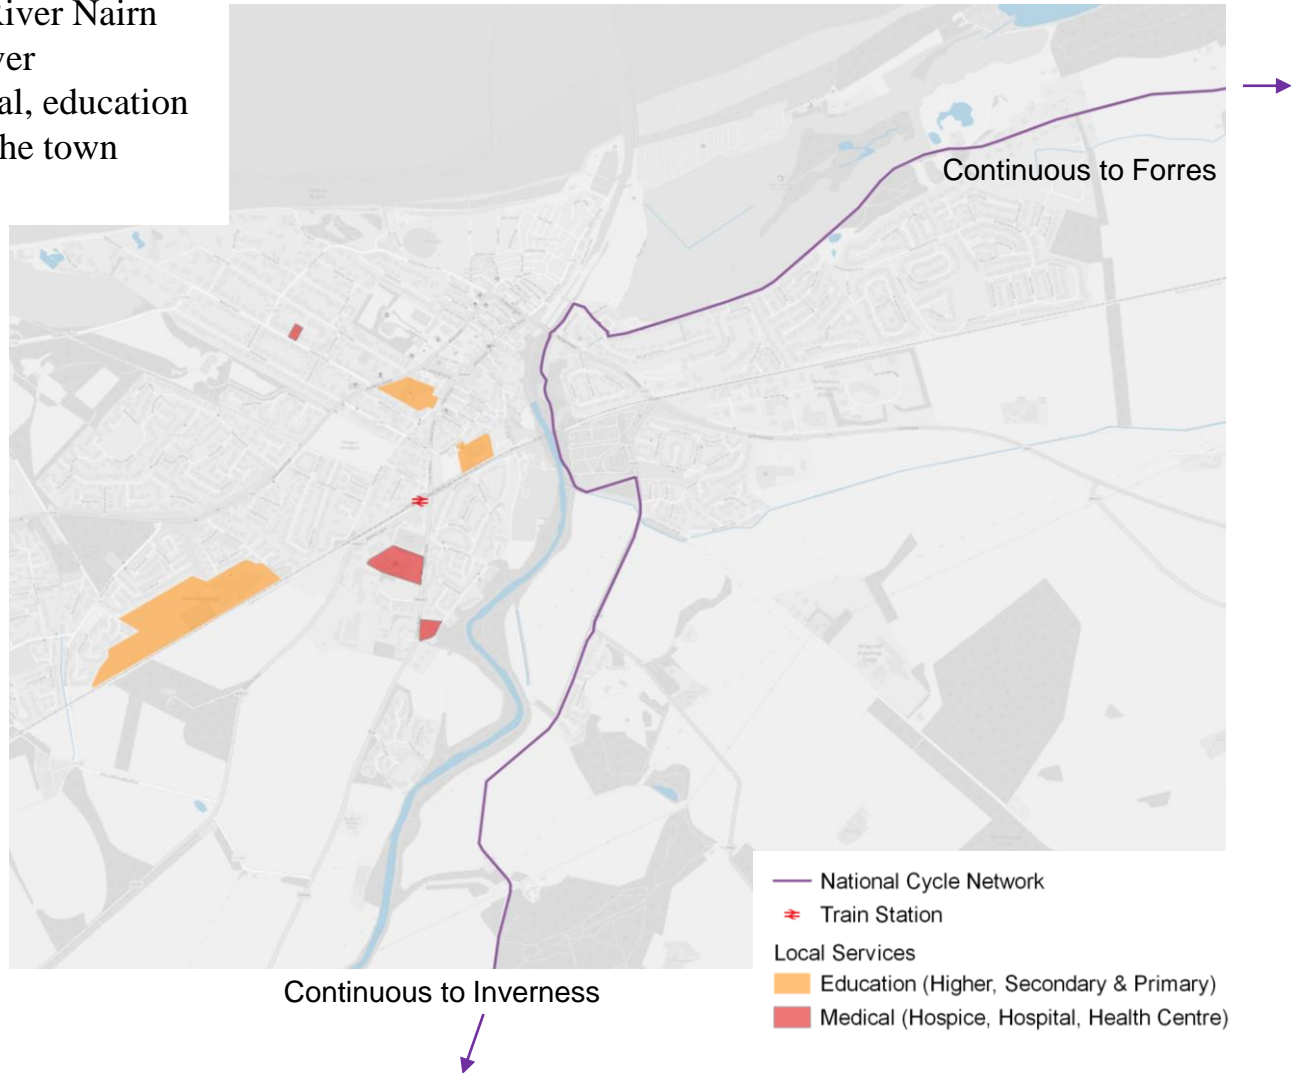 River Nairn
ver
al, education
he town
Continuous to Forres
National Cycle Network
Train Station
Local Services
Education (Higher, Secondary & Primary)
Medical (Hospice, Hospital, Health Centre)
Continuous to Inverness